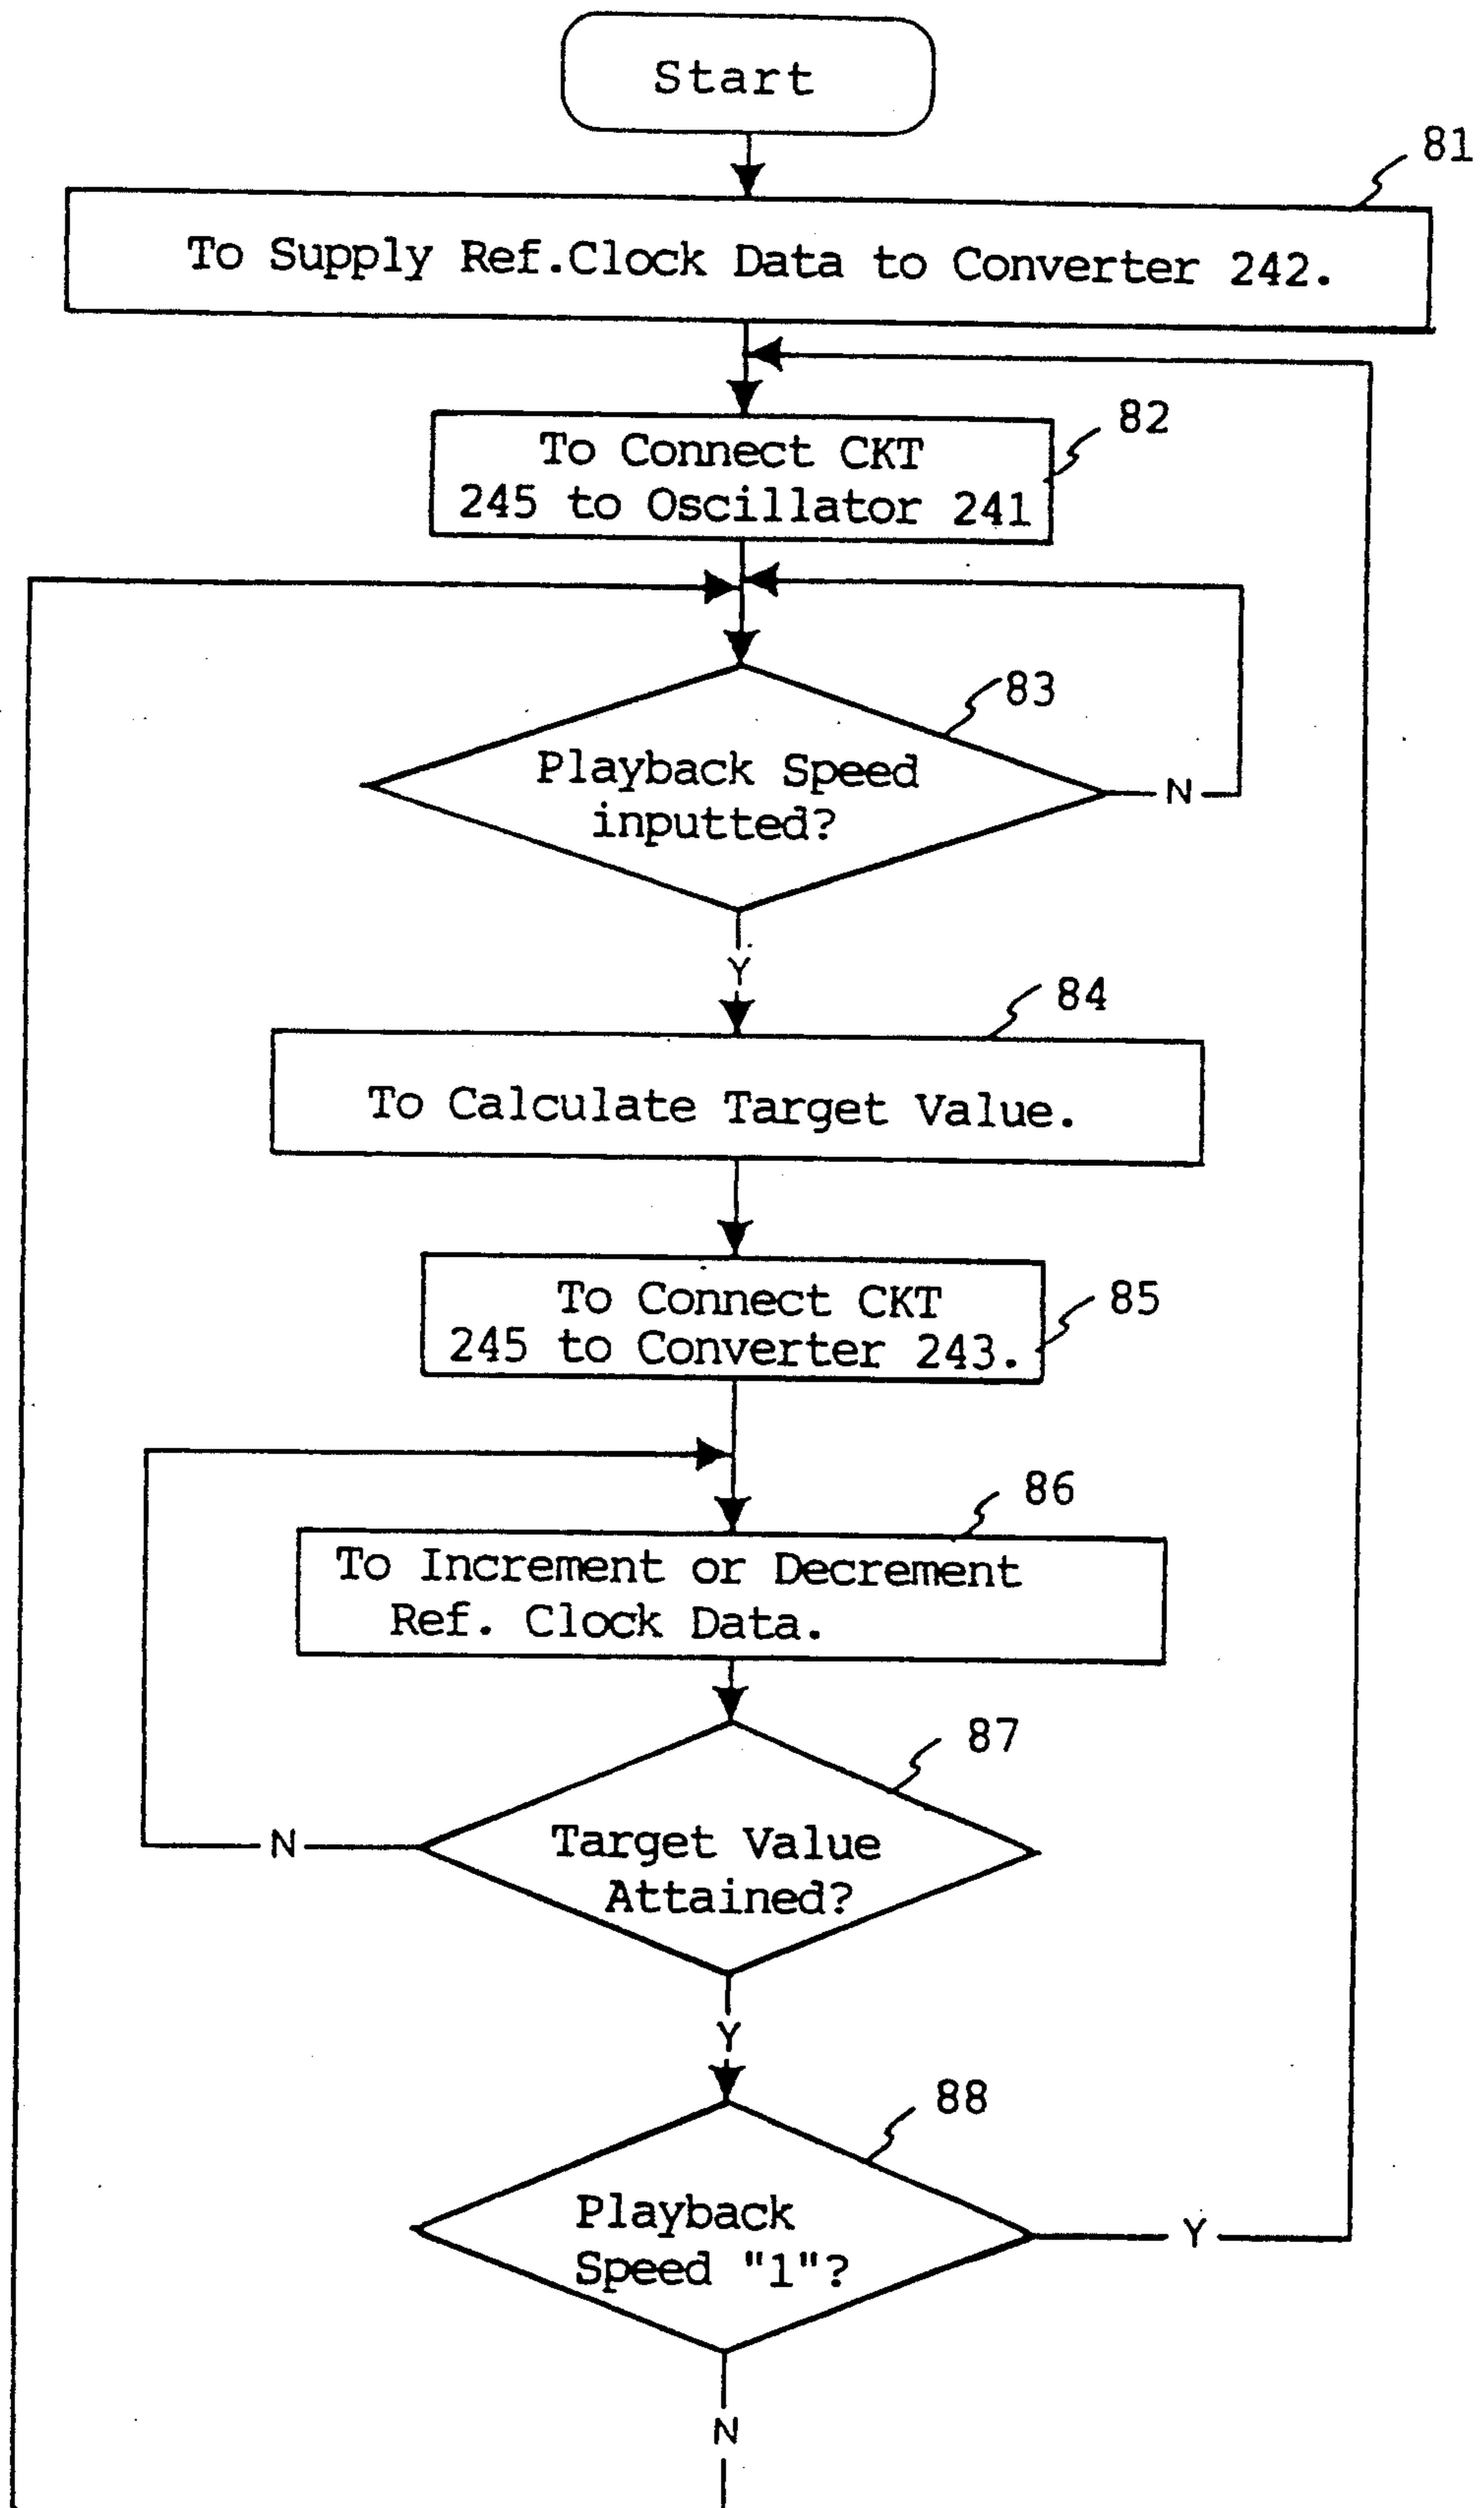 Start
81
To Supply Ref.Clock Data to Converter 242.
82
To Connect CKT
245 to Oscillator 241
83
Playback Speed
inputted?
N
Y
84
To Calculate Target Value.
85
To Connect CKT
245 to Converter 243.
86
To Increment or Decrement
Ref. Clock Data.
87
Target Value
Attained?
N
Y
88
Playback
Speed "1"?
Y
N